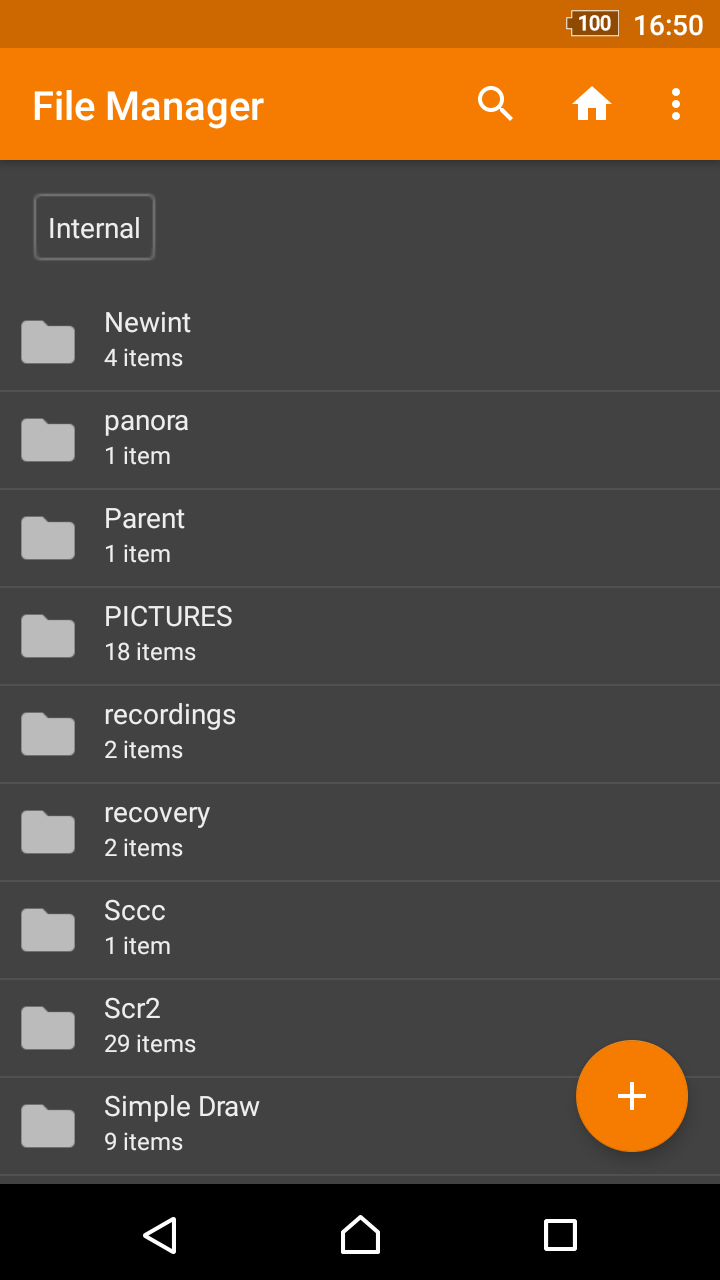 100 16:50
File Manager
Internal
Newint
4 items
panora
1 item
Parent
1 item
PICTURES
18 items
recordings
2 items
recovery
2 items
Sccc
1 item
Scr2
29 items
Simple Draw
9 items